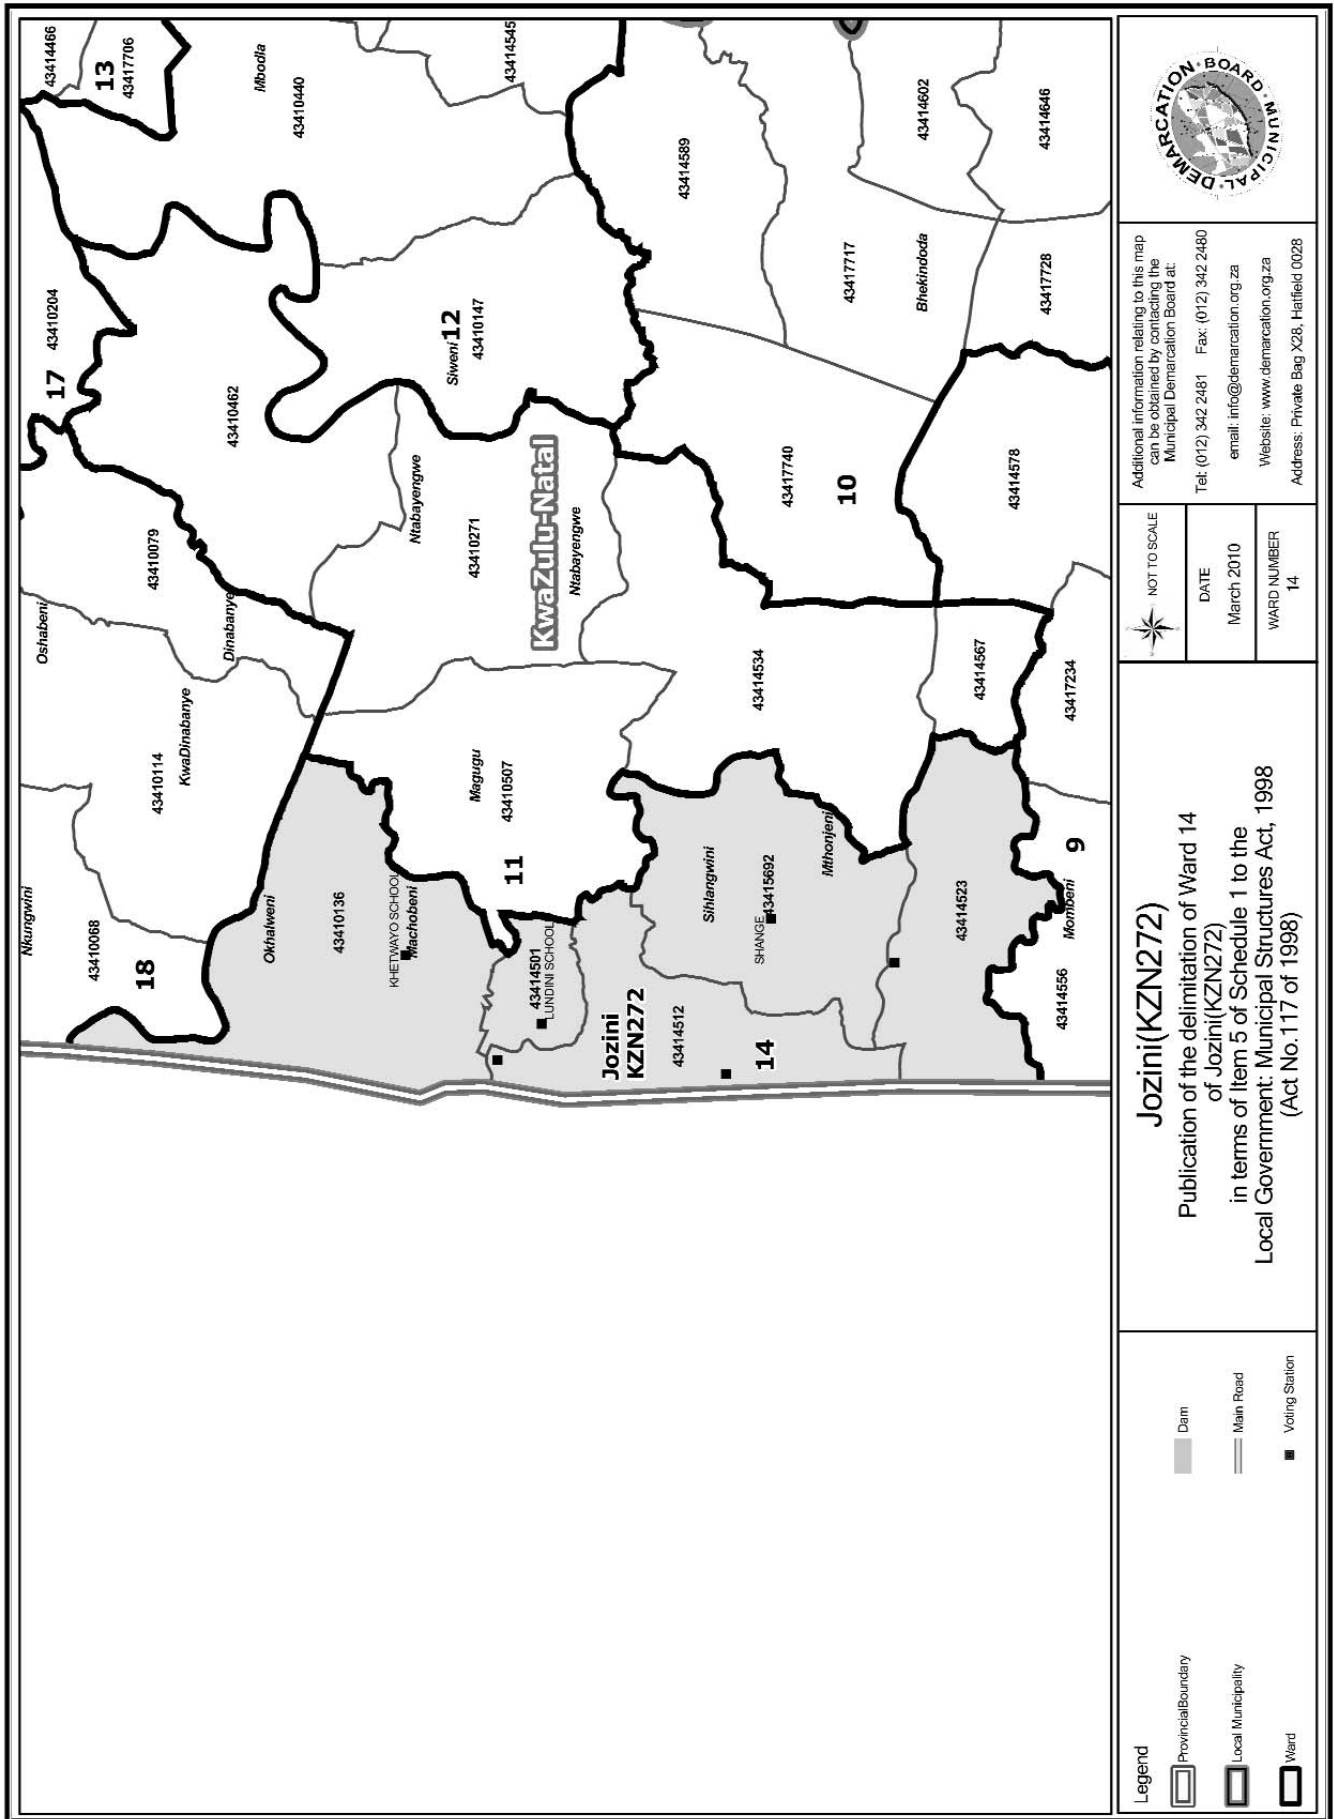 Oshabeni
17
43410204
43414466
13
43417706
Nkungwini
43410068
18
43410114
KwaDinabanye
43410079
Dinabanye
43410462
Mbodla
43410440
Okhalweni
43410136
KHETWAYO SCHOOL
Machobeni
Ntabayengwe
43410271
Siweni
12
43410147
43414545
Magugu
43410507
11
43414501
LUNDINI SCHOOL
KwaZulu-Natal
Ntabayengwe
Jozini
KZN272
43414512
14
Sihlangwini
SHANGE
43415692
Mthonjeni
43414534
43417740
10
43414589
43417717
Bhekindoda
43414602
43414523
43414567
43414578
43417728
43414646
43414556
Mombeni
9
43417234
Legend
ProvincialBoundary
Local Municipality
Ward
Dam
Main Road
Voting Station
Jozini(KZN272)
Publication of the delimitation of Ward 14
of Jozini(KZN272)
in terms of Item 5 of Schedule 1 to the
Local Government: Municipal Structures Act, 1998
(Act No.117 of 1998)
NOT TO SCALE
DATE
March 2010
WARD NUMBER
14
Additional information relating to this map
can be obtained by contacting the
Municipal Demarcation Board at:
Tel: (012) 342 2481 Fax: (012) 342 2480
email: info@demarcation.org.za
Website: www.demarcation.org.za
Address: Private Bag X28, Hatfield 0028
DEMARCATION • BOARD • MUNICIPAL •